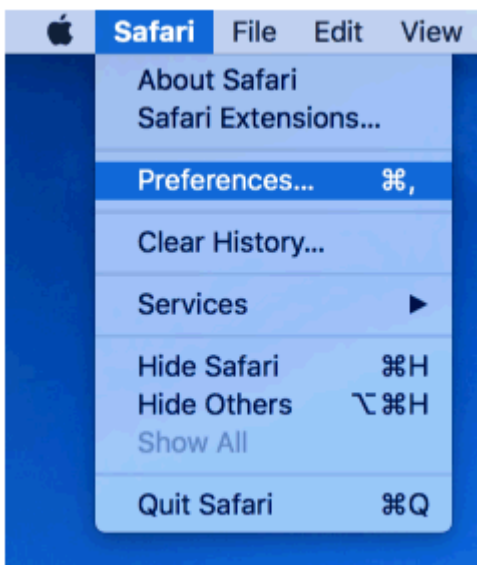 Safari File Edit View
About Safari
Safari Extensions...
Preferences... ⌘,
Clear History...
Services ▶
Hide Safari ⌘H
Hide Others ⌥⌘H
Show All
Quit Safari ⌘Q